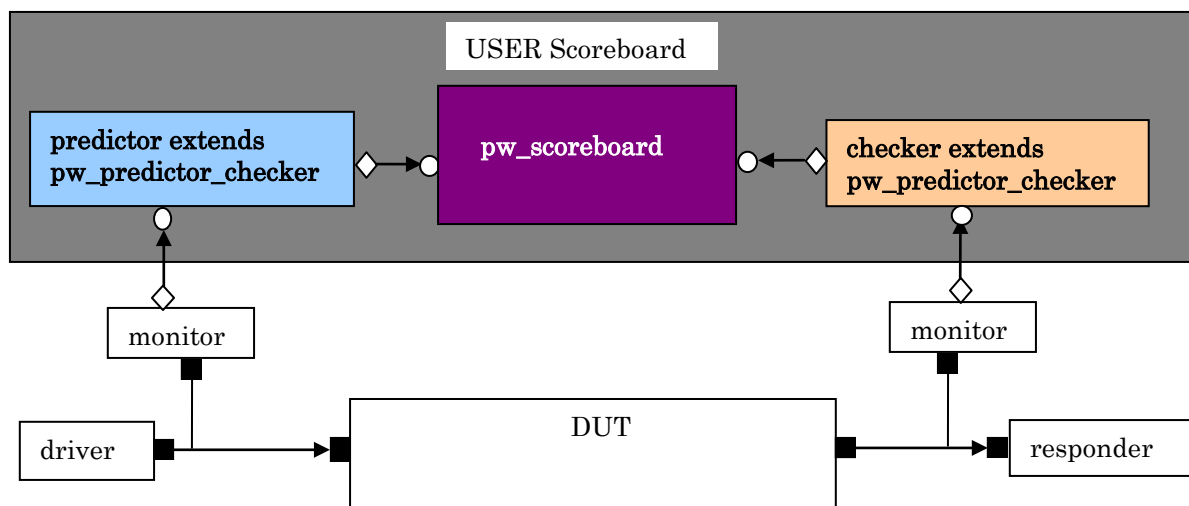 USER Scoreboard
predictor extends
pw_predictor_checker
pw_scoreboard
checker extends
pw_predictor_checker
monitor
monitor
driver
DUT
responder